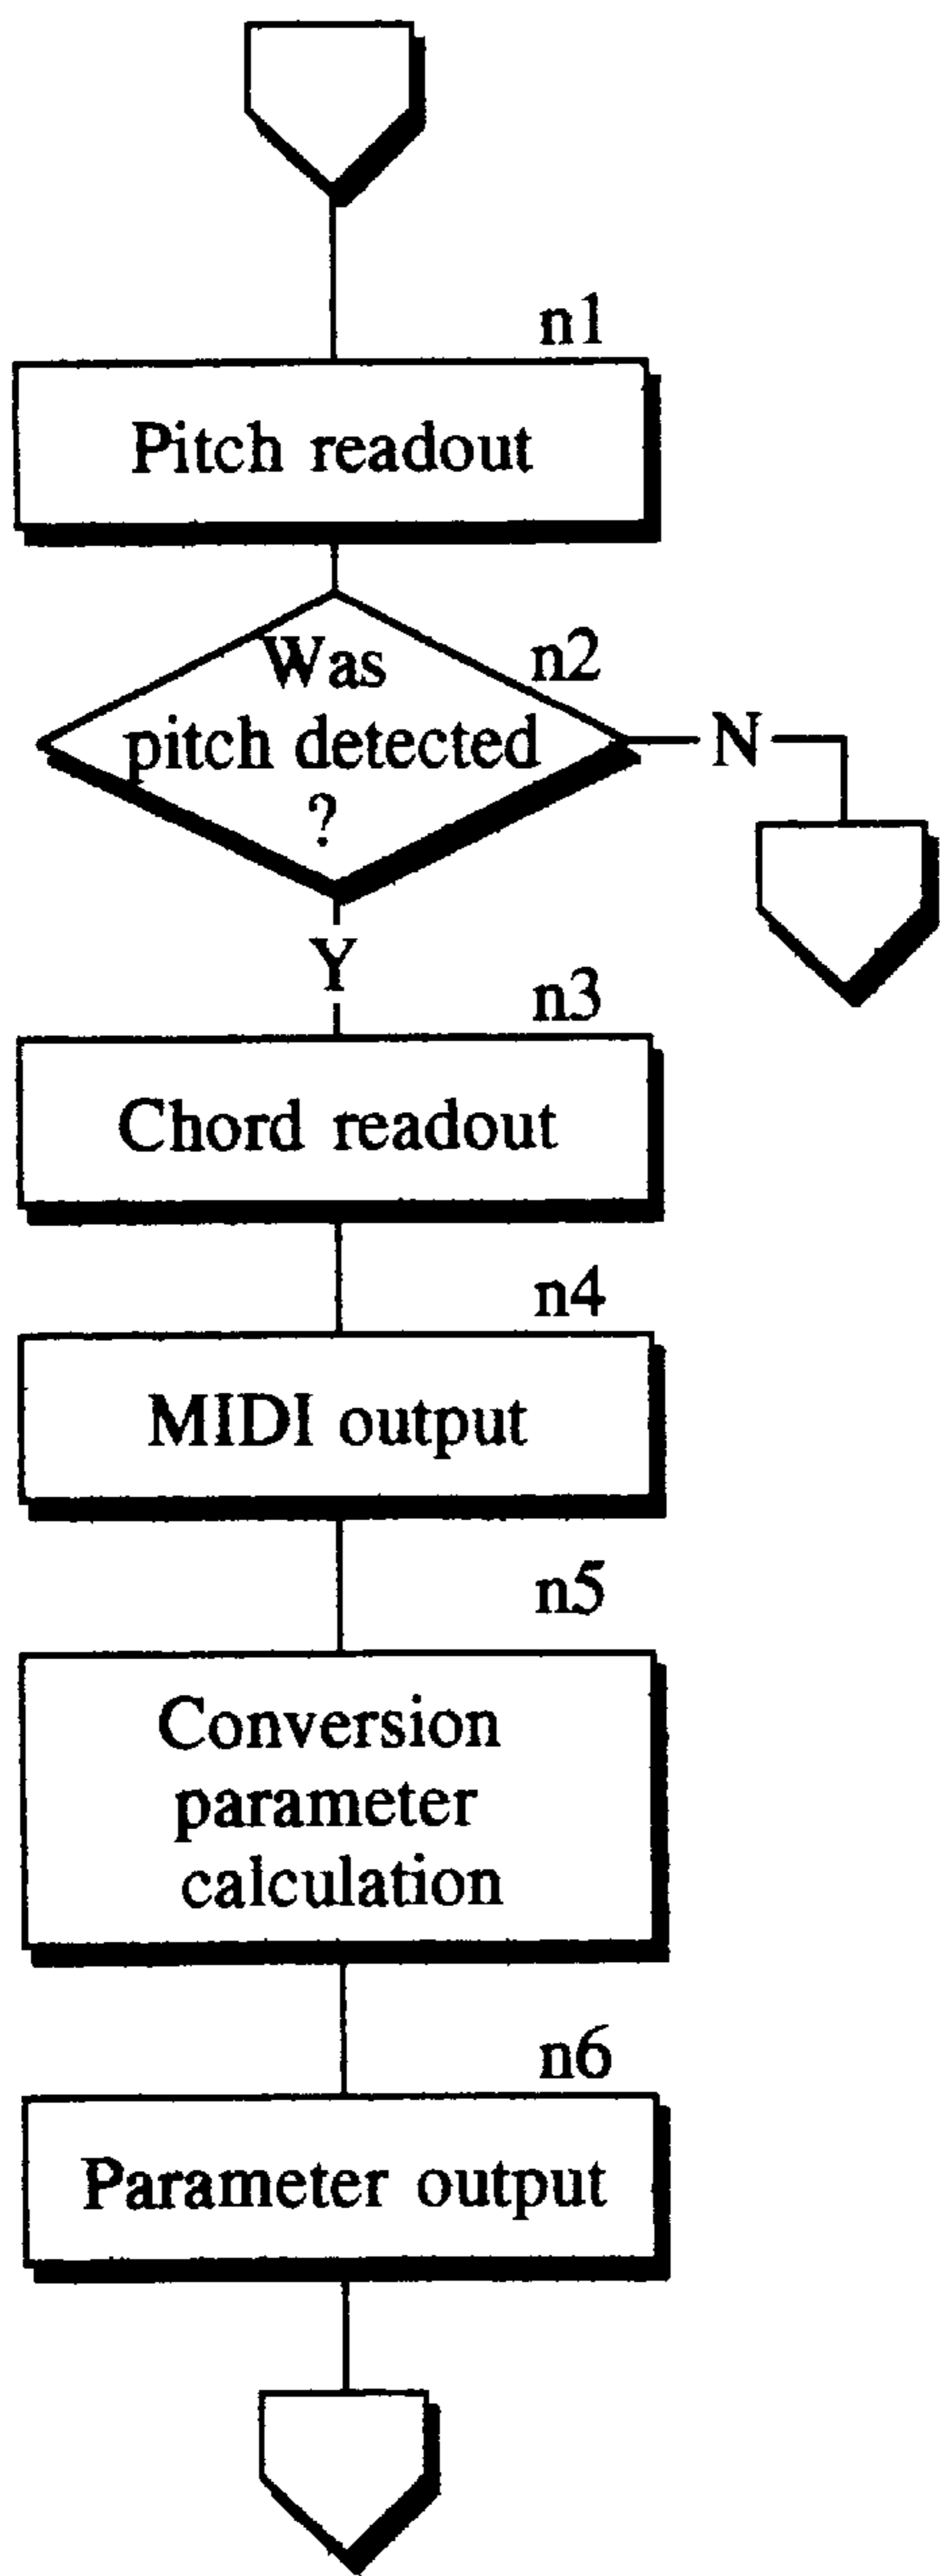 n1
Pitch readout
n2
Was
pitch detected
?
N
Y
n3
Chord readout
n4
MIDI output
n5
Conversion
parameter
calculation
n6
Parameter output